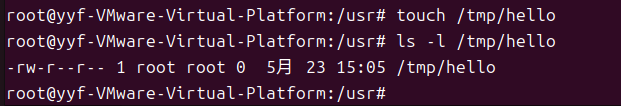 root@yyf-VMware-Virtual-Platform:/usr# touch /tmp/hello
root@yyf-VMware-Virtual-Platform:/usr# ls -l /tmp/hello
-rw-r--r-- 1 root root 0  5月  23 15:05 /tmp/hello
root@yyf-VMware-Virtual-Platform:/usr#